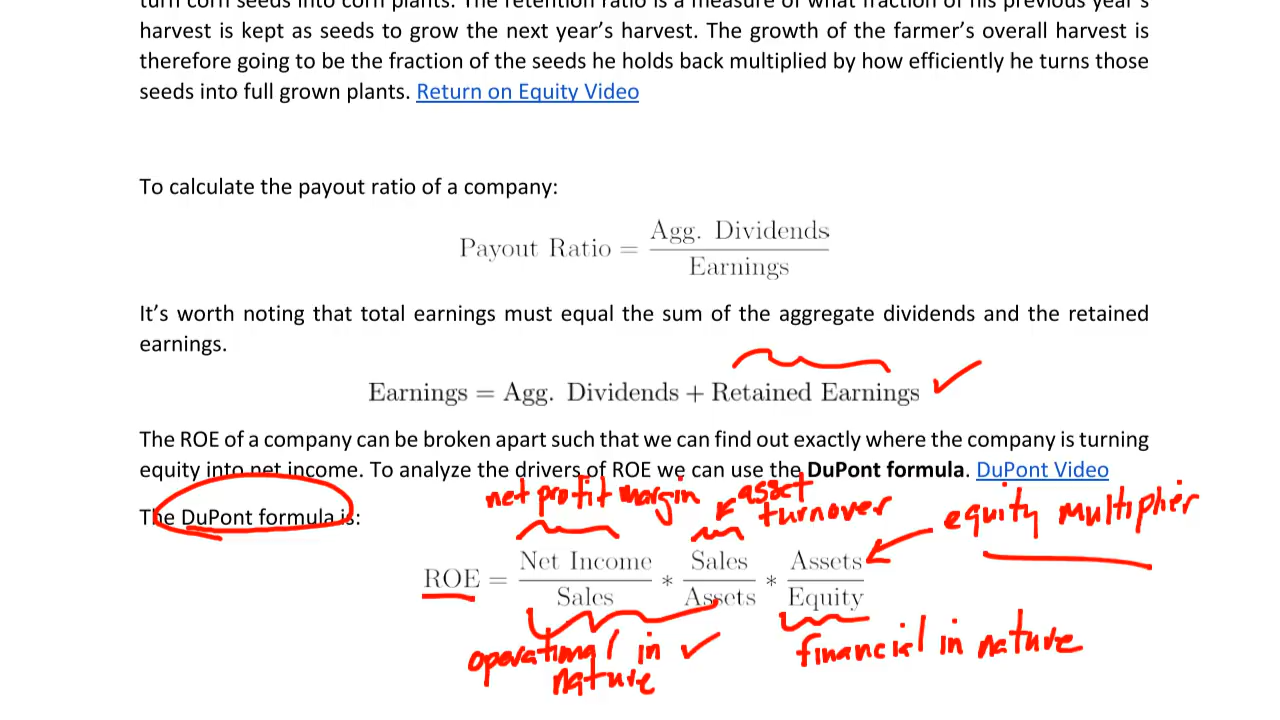 turn corn seeds into corn plants. The retention ratio is a measure of what fraction of his previous year's
harvest is kept as seeds to grow the next year's harvest. The growth of the farmer's overall harvest is
therefore going to be the fraction of the seeds he holds back multiplied by how efficiently he turns those
seeds into full grown plants. Return on Equity Video
To calculate the payout ratio of a company:
Payout Ratio = Agg. Dividends / Earnings
It's worth noting that total earnings must equal the sum of the aggregate dividends and the retained
earnings.
Earnings = Agg. Dividends + Retained Earnings ✓
The ROE of a company can be broken apart such that we can find out exactly where the company is turning
equity into net income. To analyze the drivers of ROE we can use the DuPont formula. DuPont Video
net profit margin
asset
turnover
equity multiplier
The DuPont formula is:
ROE = Net Income / Sales * Sales / Assets * Assets / Equity
operating / in ✓
nature
financial in nature